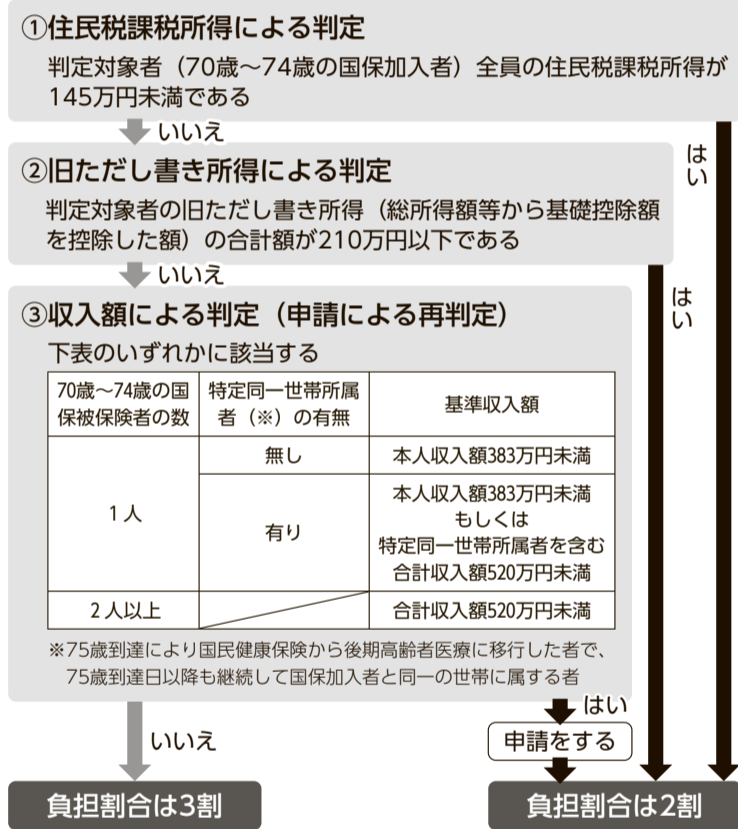 ①住民税課税所得による判定
判定対象者（70歳～74歳の国保加入者）全員の住民税課税所得が
145万円未満である
いいえ
はい
②旧ただし書き所得による判定
判定対象者の旧ただし書き所得（総所得額等から基礎控除額
を控除した額）の合計額が210万円以下である
いいえ
はい
③収入額による判定（申請による再判定）
下表のいずれかに該当する
70歳～74歳の国
保被保険者の数
特定同一世帯所属
者（※）の有無
基準収入額
1人
無し
本人収入額383万円未満
有り
本人収入額383万円未満
もしくは
特定同一世帯所属者を含む
合計収入額520万円未満
2人以上
合計収入額520万円未満
※75歳到達により国民健康保険から後期高齢者医療に移行した者で、
75歳到達日以降も継続して国保加入者と同一の世帯に属する者
はい
いいえ
申請をする
負担割合は3割
負担割合は2割